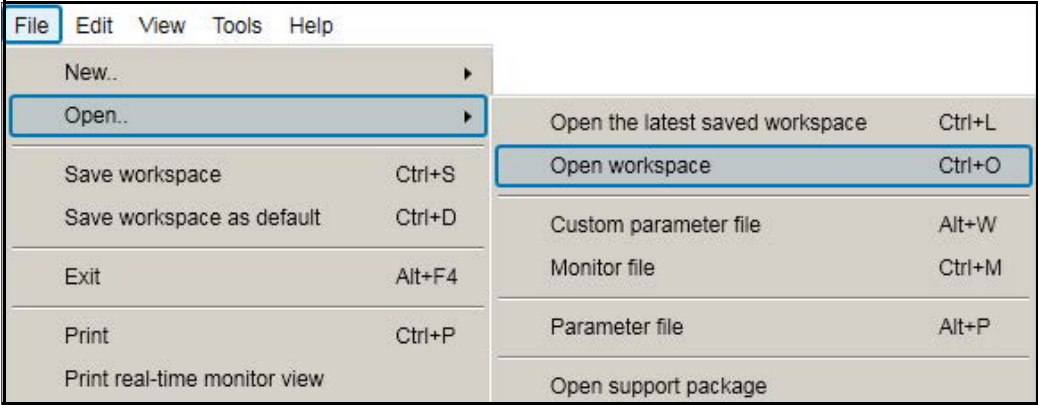 File Edit View Tools Help
New..
Open..
Save workspace Ctrl+S
Save workspace as default Ctrl+D
Exit Alt+F4
Print Ctrl+P
Print real-time monitor view
Open the latest saved workspace Ctrl+L
Open workspace Ctrl+O
Custom parameter file Alt+W
Monitor file Ctrl+M
Parameter file Alt+P
Open support package